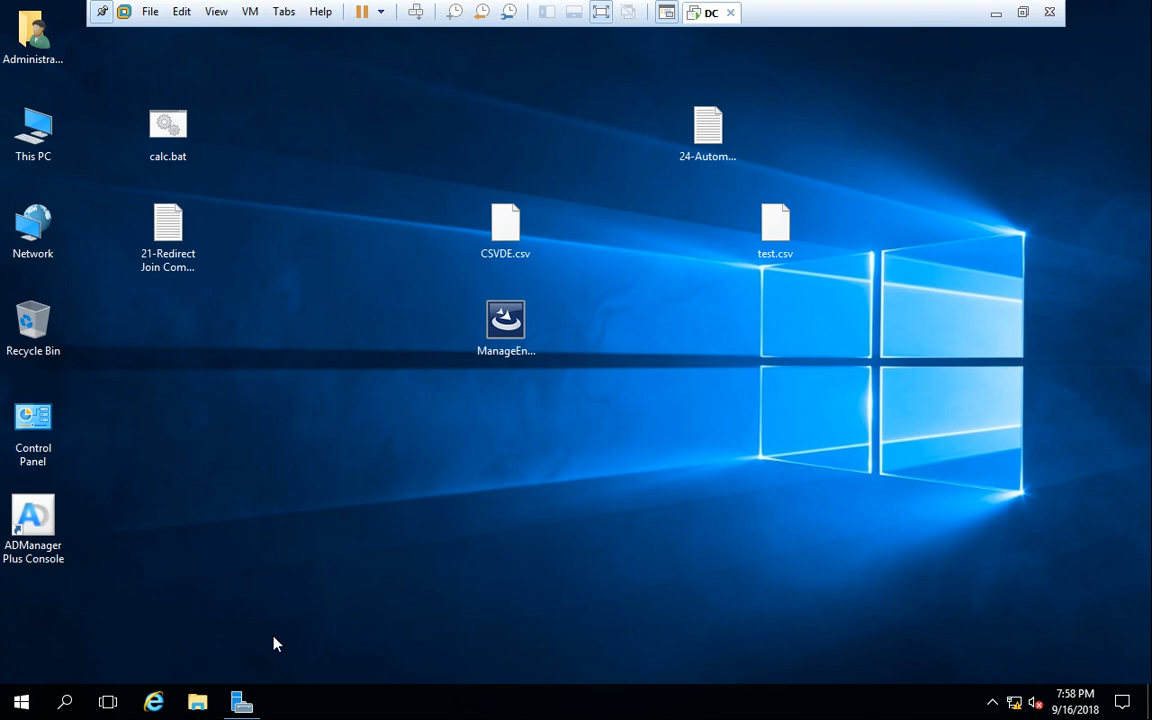 File Edit View VM Tabs Help DC
Administra...
This PC
calc.bat
24-Autom...
Network
21-Redirect
Join Com...
CSVDE.csv
test.csv
Recycle Bin
ManageEn...
Control
Panel
ADManager
Plus Console
7:58 PM
9/16/2018